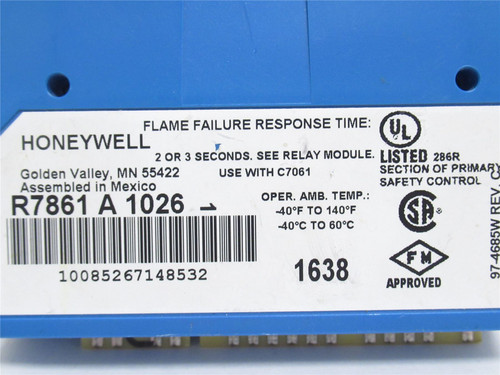 FLAME FAILURE RESPONSE TIME:
HONEYWELL
2 OR 3 SECONDS. SEE RELAY MODULE.
Golden Valley, MN 55422
USE WITH C7061
Assembled in Mexico
R7861 A 1026
OPER. AMB. TEMP.:
-40°F TO 140°F
-40°C TO 60°C
10085267148532
1638
UL
LISTED 286R
SECTION OF PRIMARY
SAFETY CONTROL
SA
FM
APPROVED
97-4685W REV.